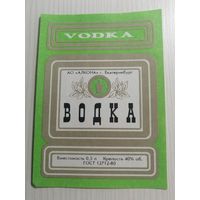 VODKA
АО «АЛКОНА» г. Екатеринбург
ВОДКА
Вместимость 0,5 л Крепость 40% об.
ГОСТ 12712-80